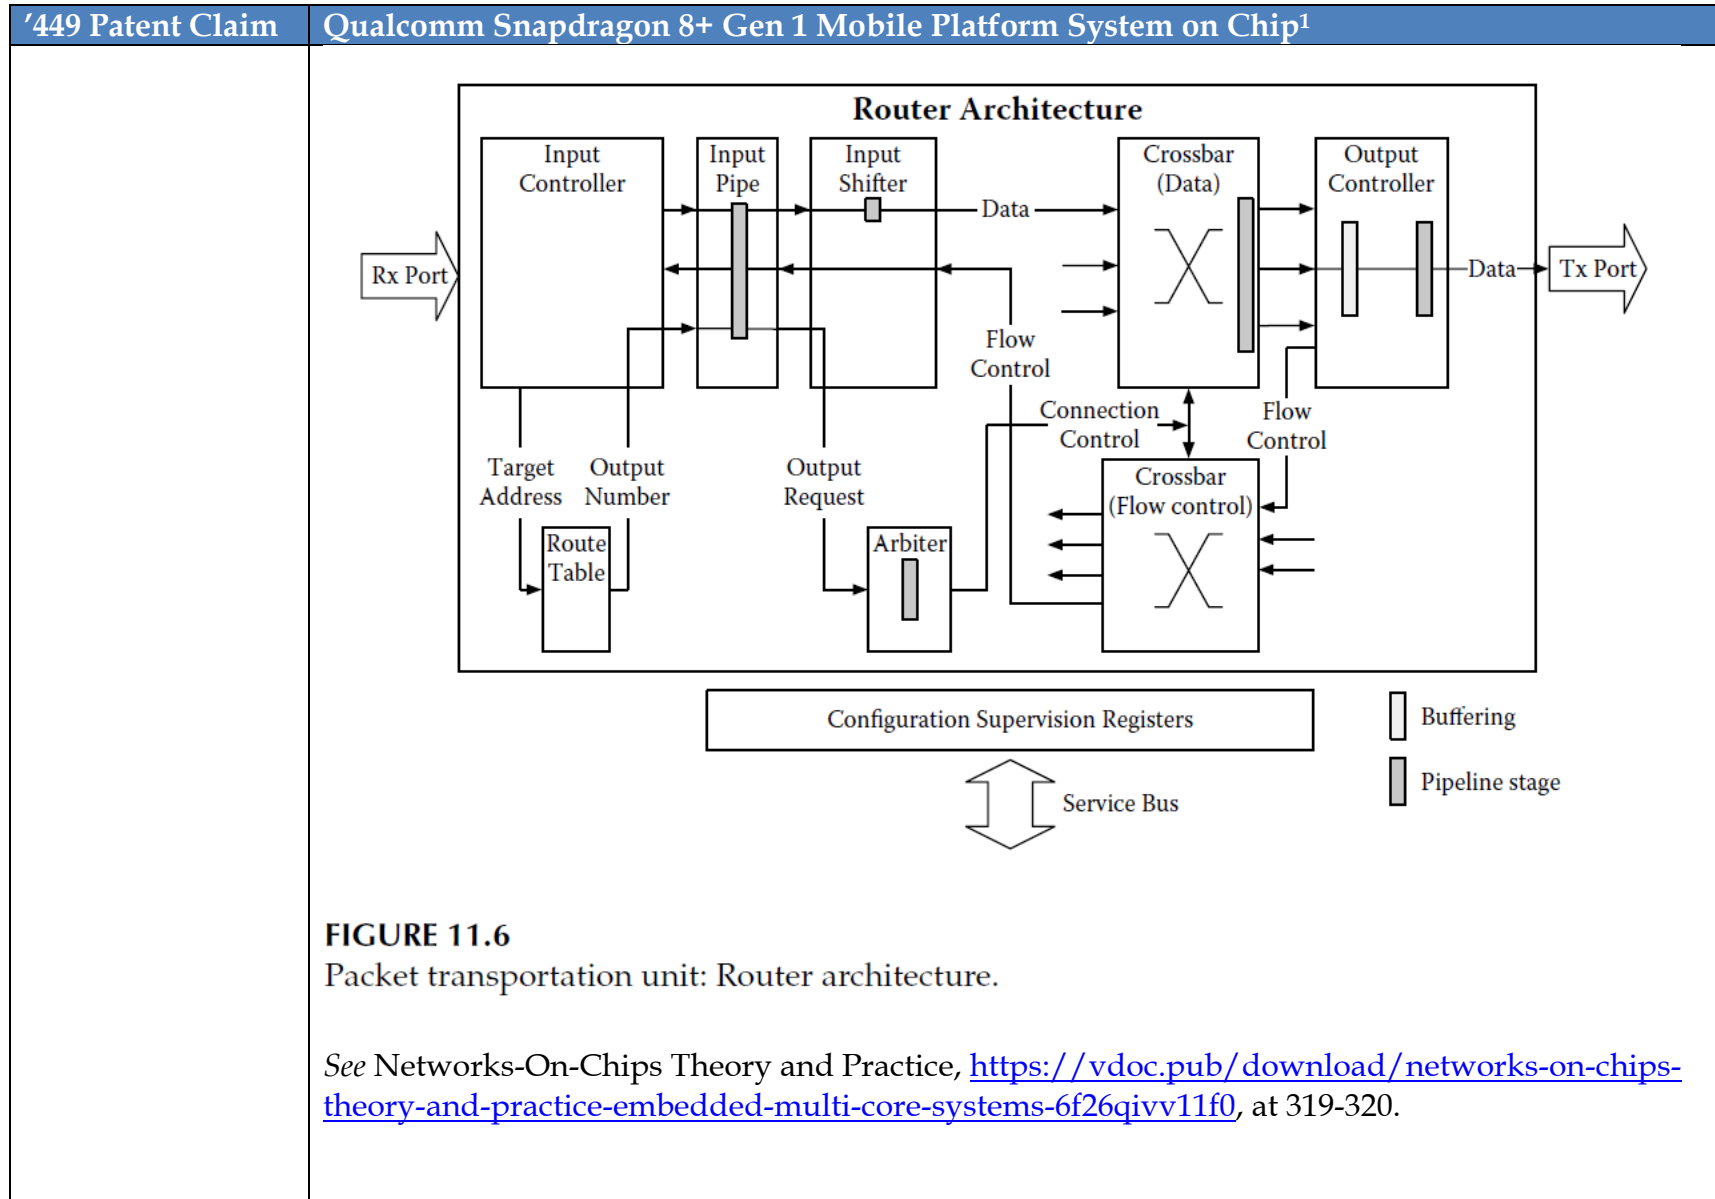 ’449 Patent Claim
Qualcomm Snapdragon 8+ Gen 1 Mobile Platform System on Chip¹
Router Architecture
Input
Controller
Input
Pipe
Input
Shifter
Crossbar
(Data)
Output
Controller
Data
Rx Port
Data
Tx Port
Flow
Control
Connection
Control
Flow
Control
Target
Address
Output
Number
Output
Request
Crossbar
(Flow control)
Route
Table
Arbiter
Configuration Supervision Registers
Buffering
Pipeline stage
Service Bus
FIGURE 11.6
Packet transportation unit: Router architecture.
See Networks-On-Chips Theory and Practice, https://vdoc.pub/download/networks-on-chips-
theory-and-practice-embedded-multi-core-systems-6f26qivv11f0, at 319-320.